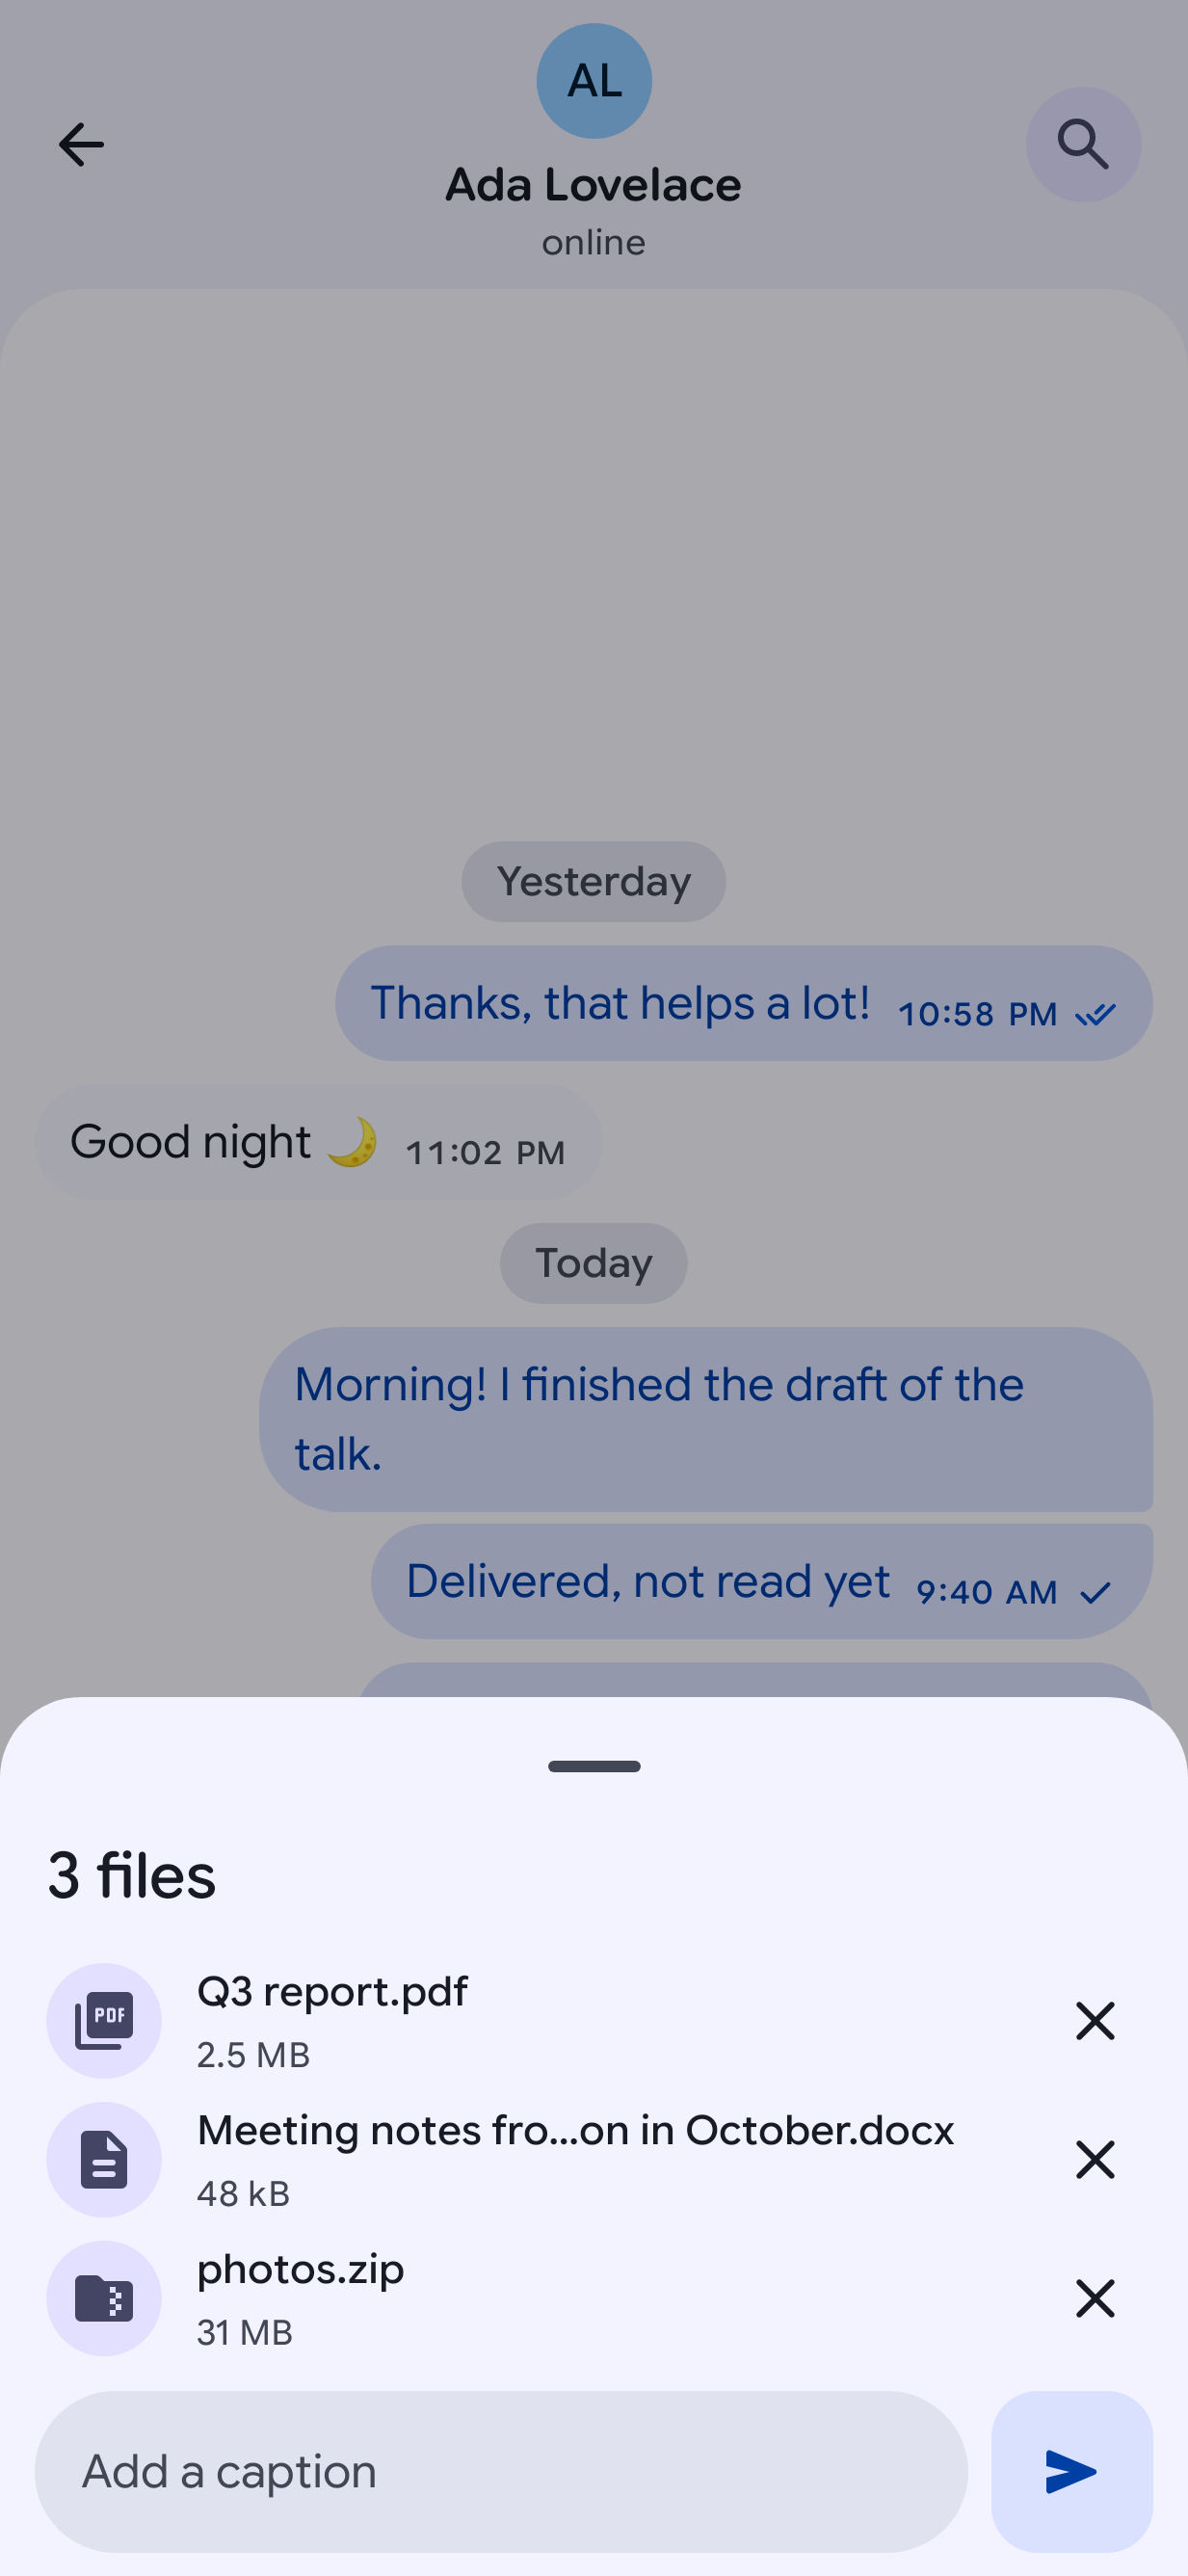 AL
Ada Lovelace
online
Yesterday
Thanks, that helps a lot! 10:58 PM
Good night 🌙 11:02 PM
Today
Morning! I finished the draft of the
talk.
Delivered, not read yet 9:40 AM
3 files
PDF
Q3 report.pdf
2.5 MB
Meeting notes fro...on in October.docx
48 kB
photos.zip
31 MB
Add a caption